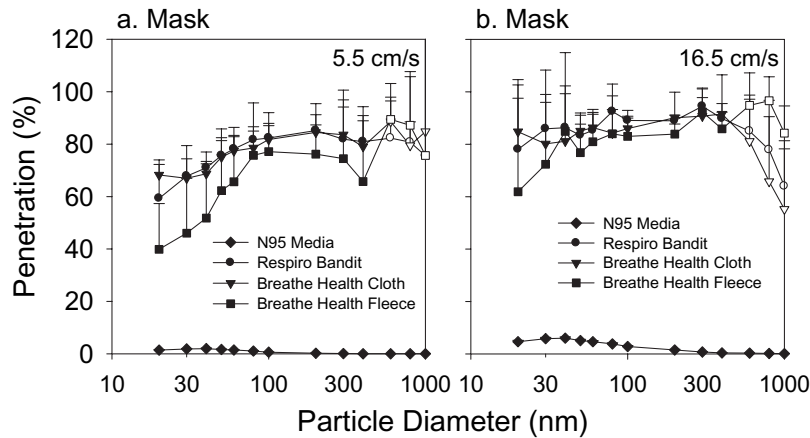 a. Mask
b. Mask
5.5 cm/s
16.5 cm/s
Penetration (%)
120
100
80
60
40
20
0
N95 Media
Respiro Bandit
Breathe Health Cloth
Breathe Health Fleece
N95 Media
Respiro Bandit
Breathe Health Cloth
Breathe Health Fleece
10 30 100 300 1000
10 30 100 300 1000
Particle Diameter (nm)